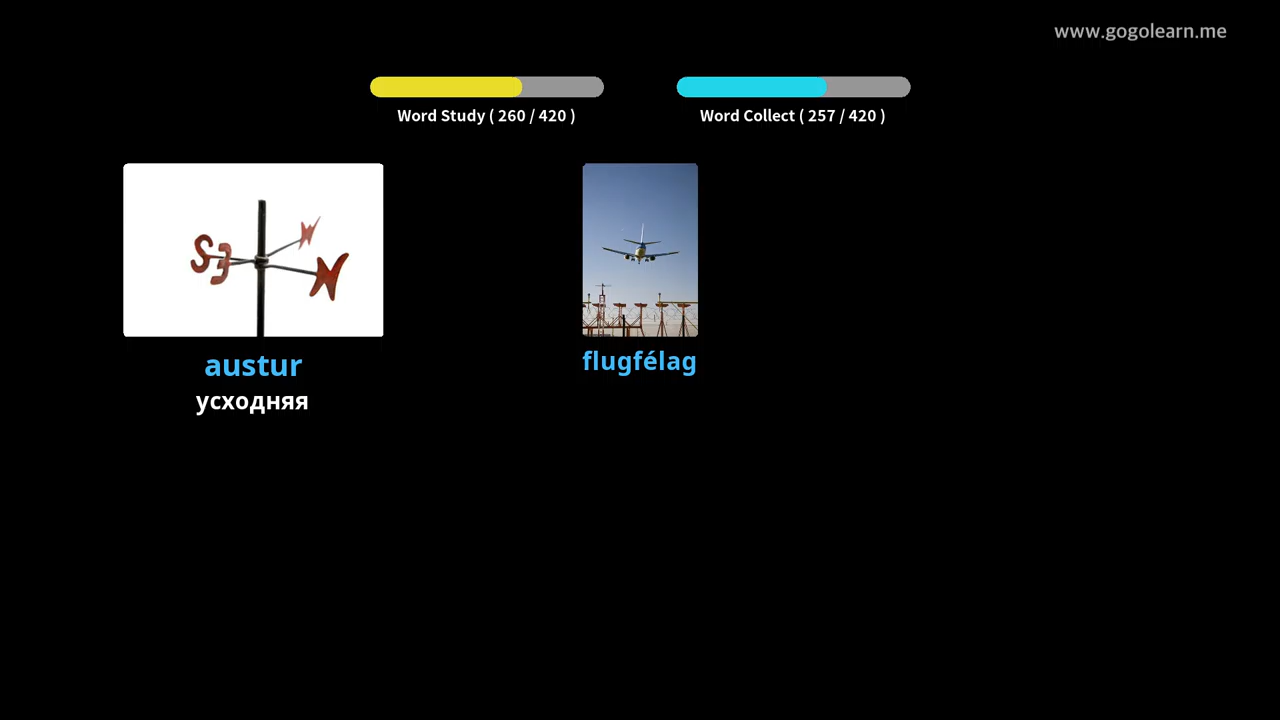 www.gogolearn.me
Word Study ( 260 / 420 )
Word Collect ( 257 / 420 )
S E W N
austur
усходняя
flugfélag